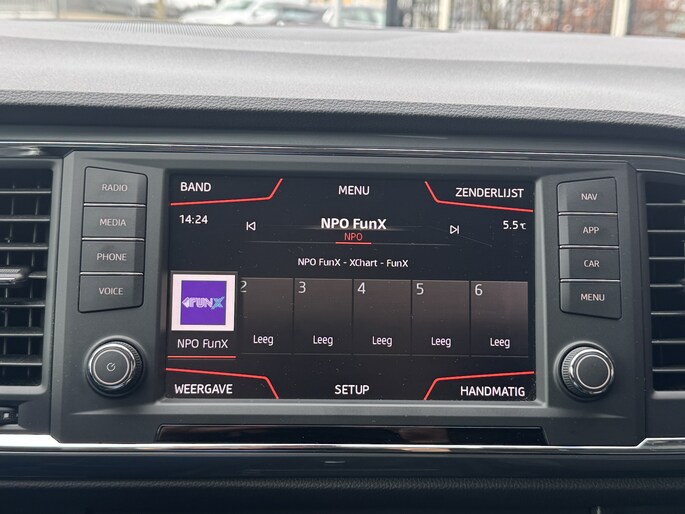 BAND MENU ZENDERLIJST
RADIO
MEDIA
PHONE
VOICE
14:24
NPO FunX
5.5°C
NPO
NPO FunX - XChart - FunX
FUNX
NPO FunX
2 Leeg
3 Leeg
4 Leeg
5 Leeg
6 Leeg
WEERGAVE SETUP HANDMATIG
NAV
APP
CAR
MENU